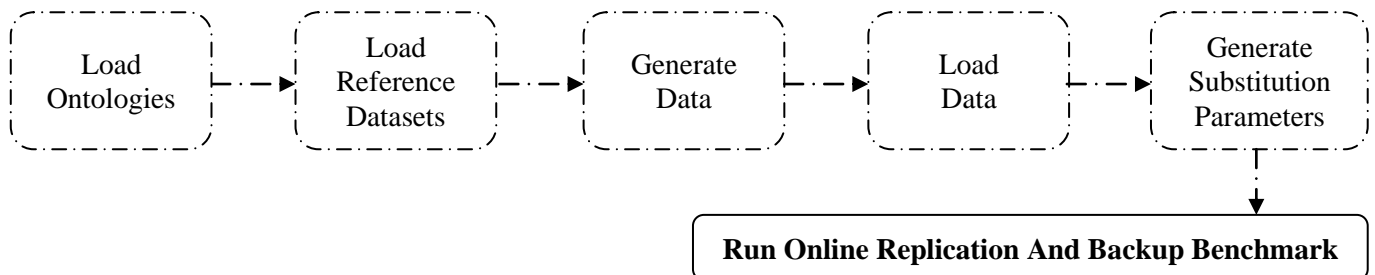 Load
Ontologies
Load
Reference
Datasets
Generate
Data
Load
Data
Generate
Substitution
Parameters
Run Online Replication And Backup Benchmark